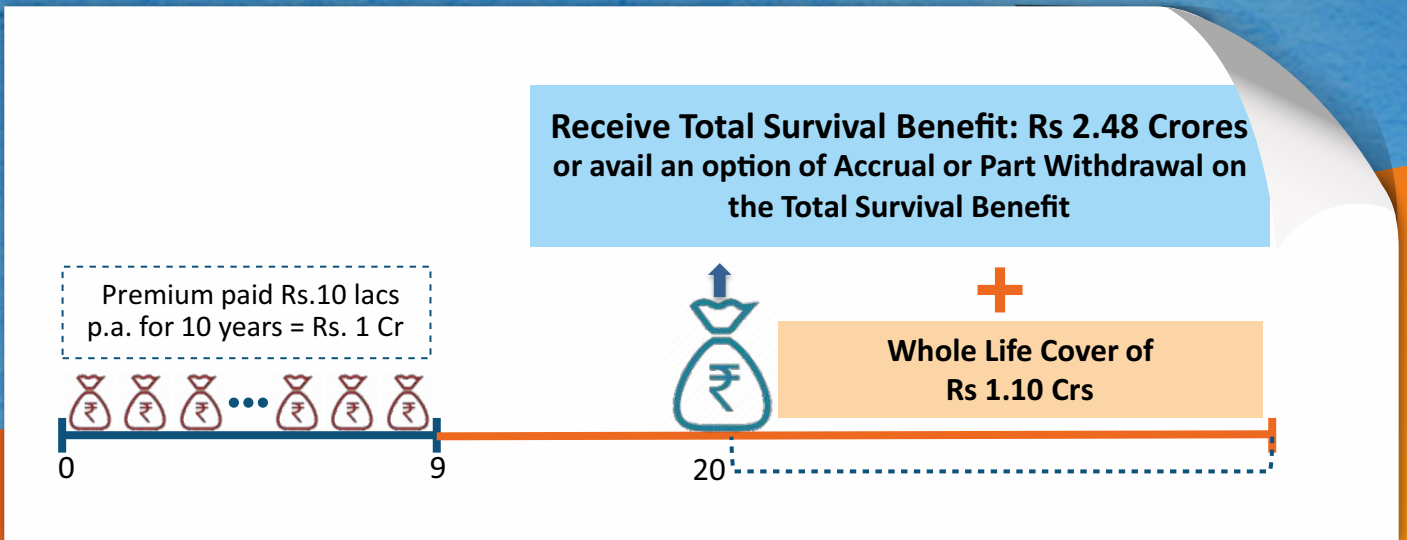 Receive Total Survival Benefit: Rs 2.48 Crores
or avail an option of Accrual or Part Withdrawal on
the Total Survival Benefit
Premium paid Rs.10 lacs
p.a. for 10 years = Rs. 1 Cr
+
Whole Life Cover of
Rs 1.10 Crs
₹ ₹ ₹ ••• ₹ ₹ ₹
₹
0 9 20